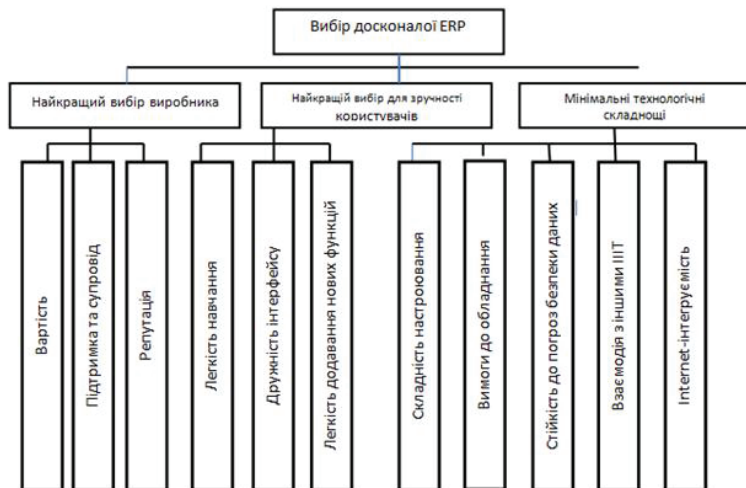 Вибір досконалої ERP
Найкращий вибір виробника
Найкращій вибір для зручності
користувачів
Мінімальні технологічні
складнощі
Вартість
Підтримка та супровід
Репутація
Легкість навчання
Дружність інтерфейсу
Легкість додавання нових функцій
Складність настроювання
Вимоги до обладнання
Стійкість до погроз безпеки даних
Взаємодія з іншими ІІІТ
Internet-інтегруємість